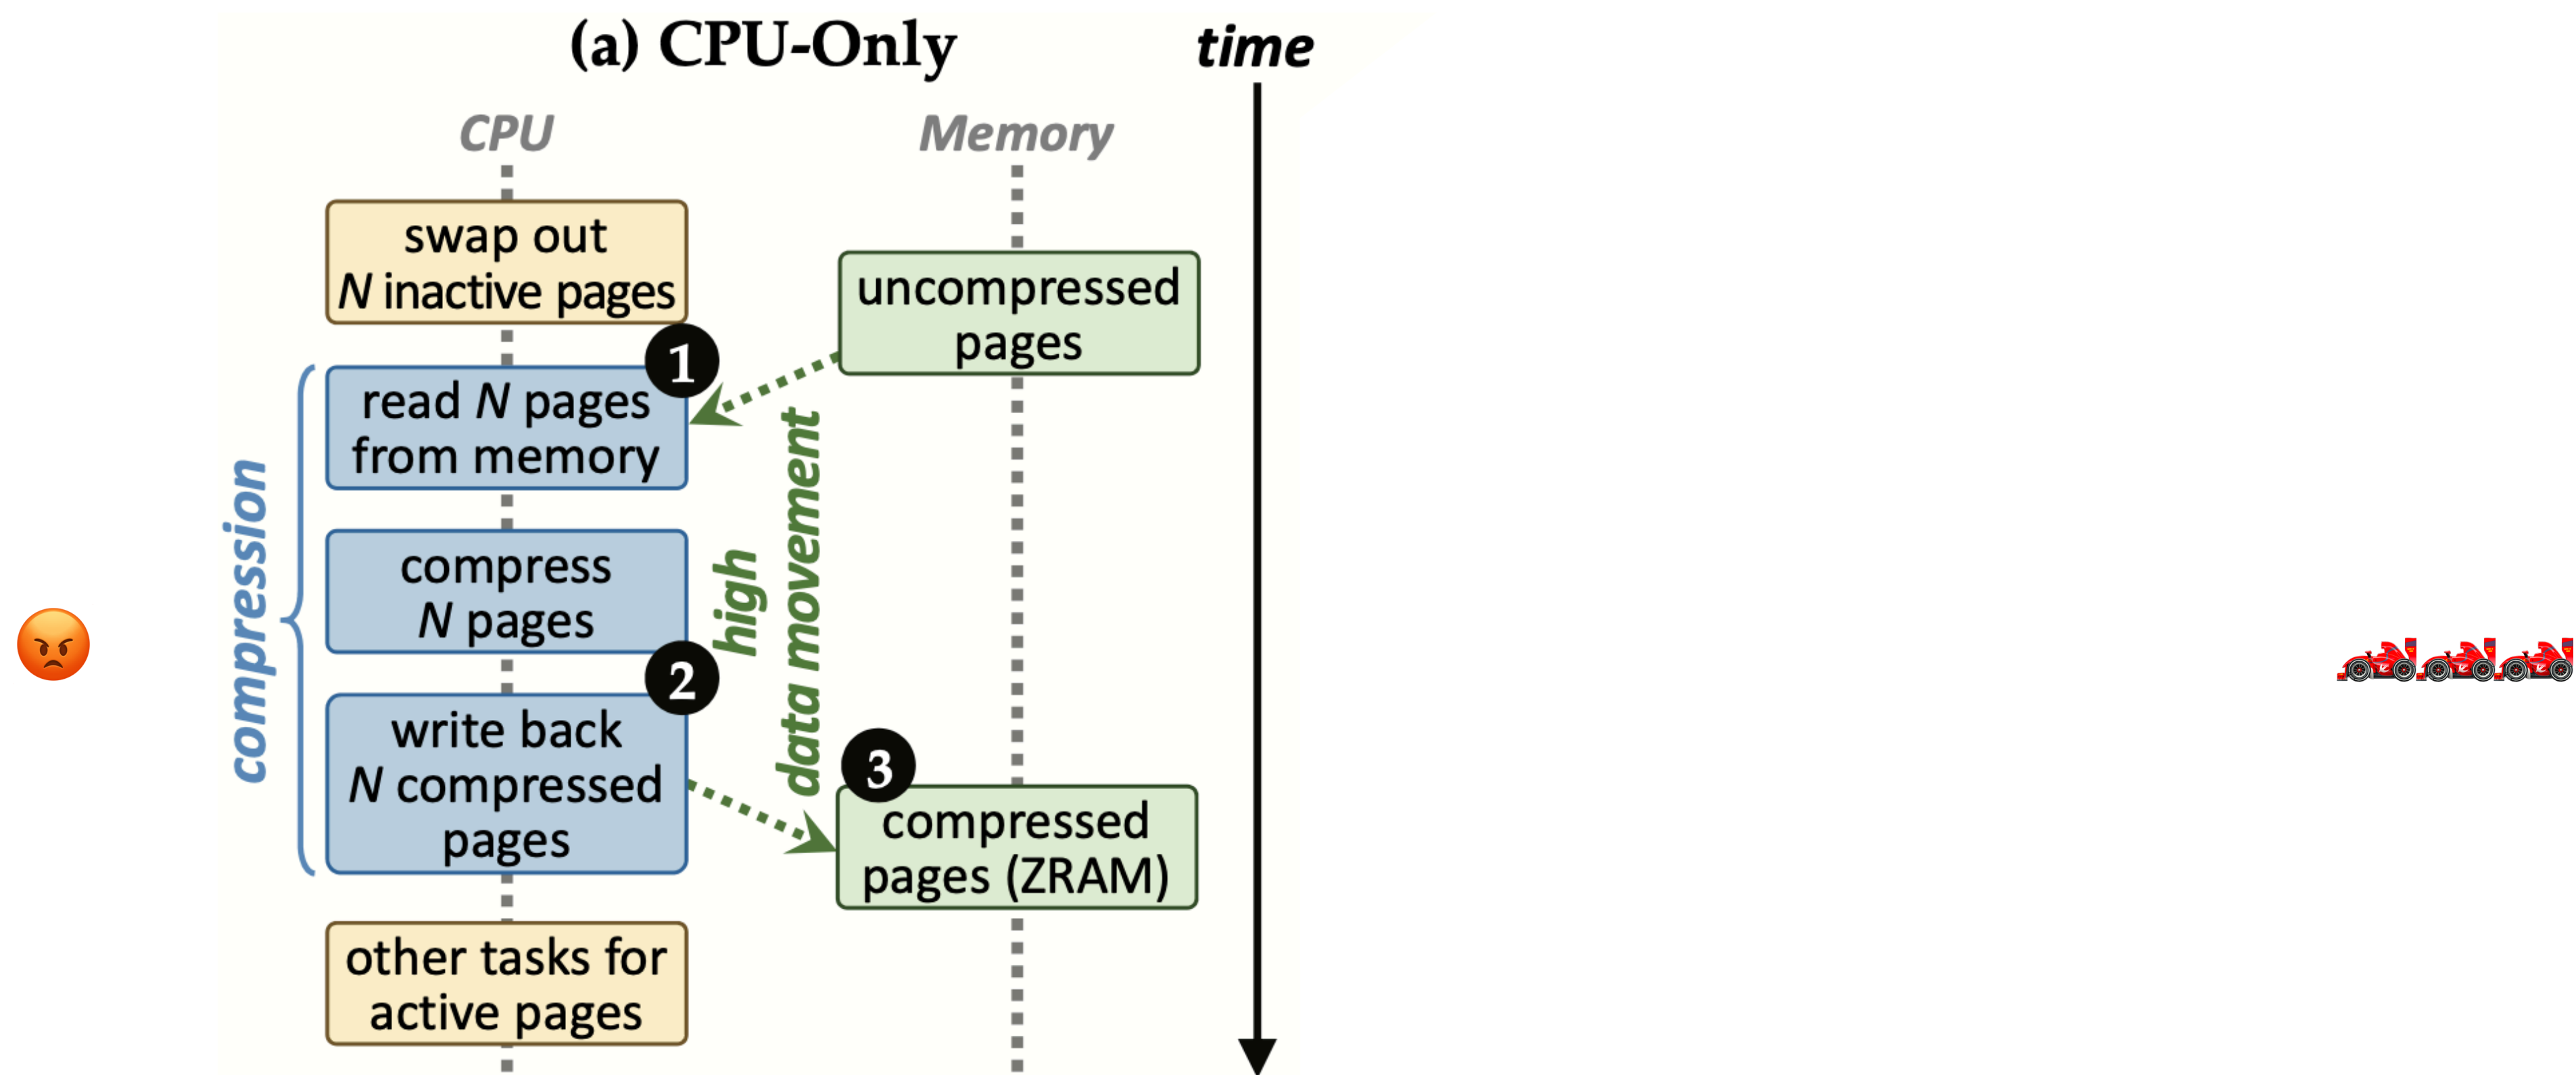 (a) CPU-Only
time
CPU
Memory
swap out
N inactive pages
uncompressed
pages
1
read N pages
from memory
compression
high
data movement
compress
N pages
2
write back
N compressed
pages
3
compressed
pages (ZRAM)
other tasks for
active pages